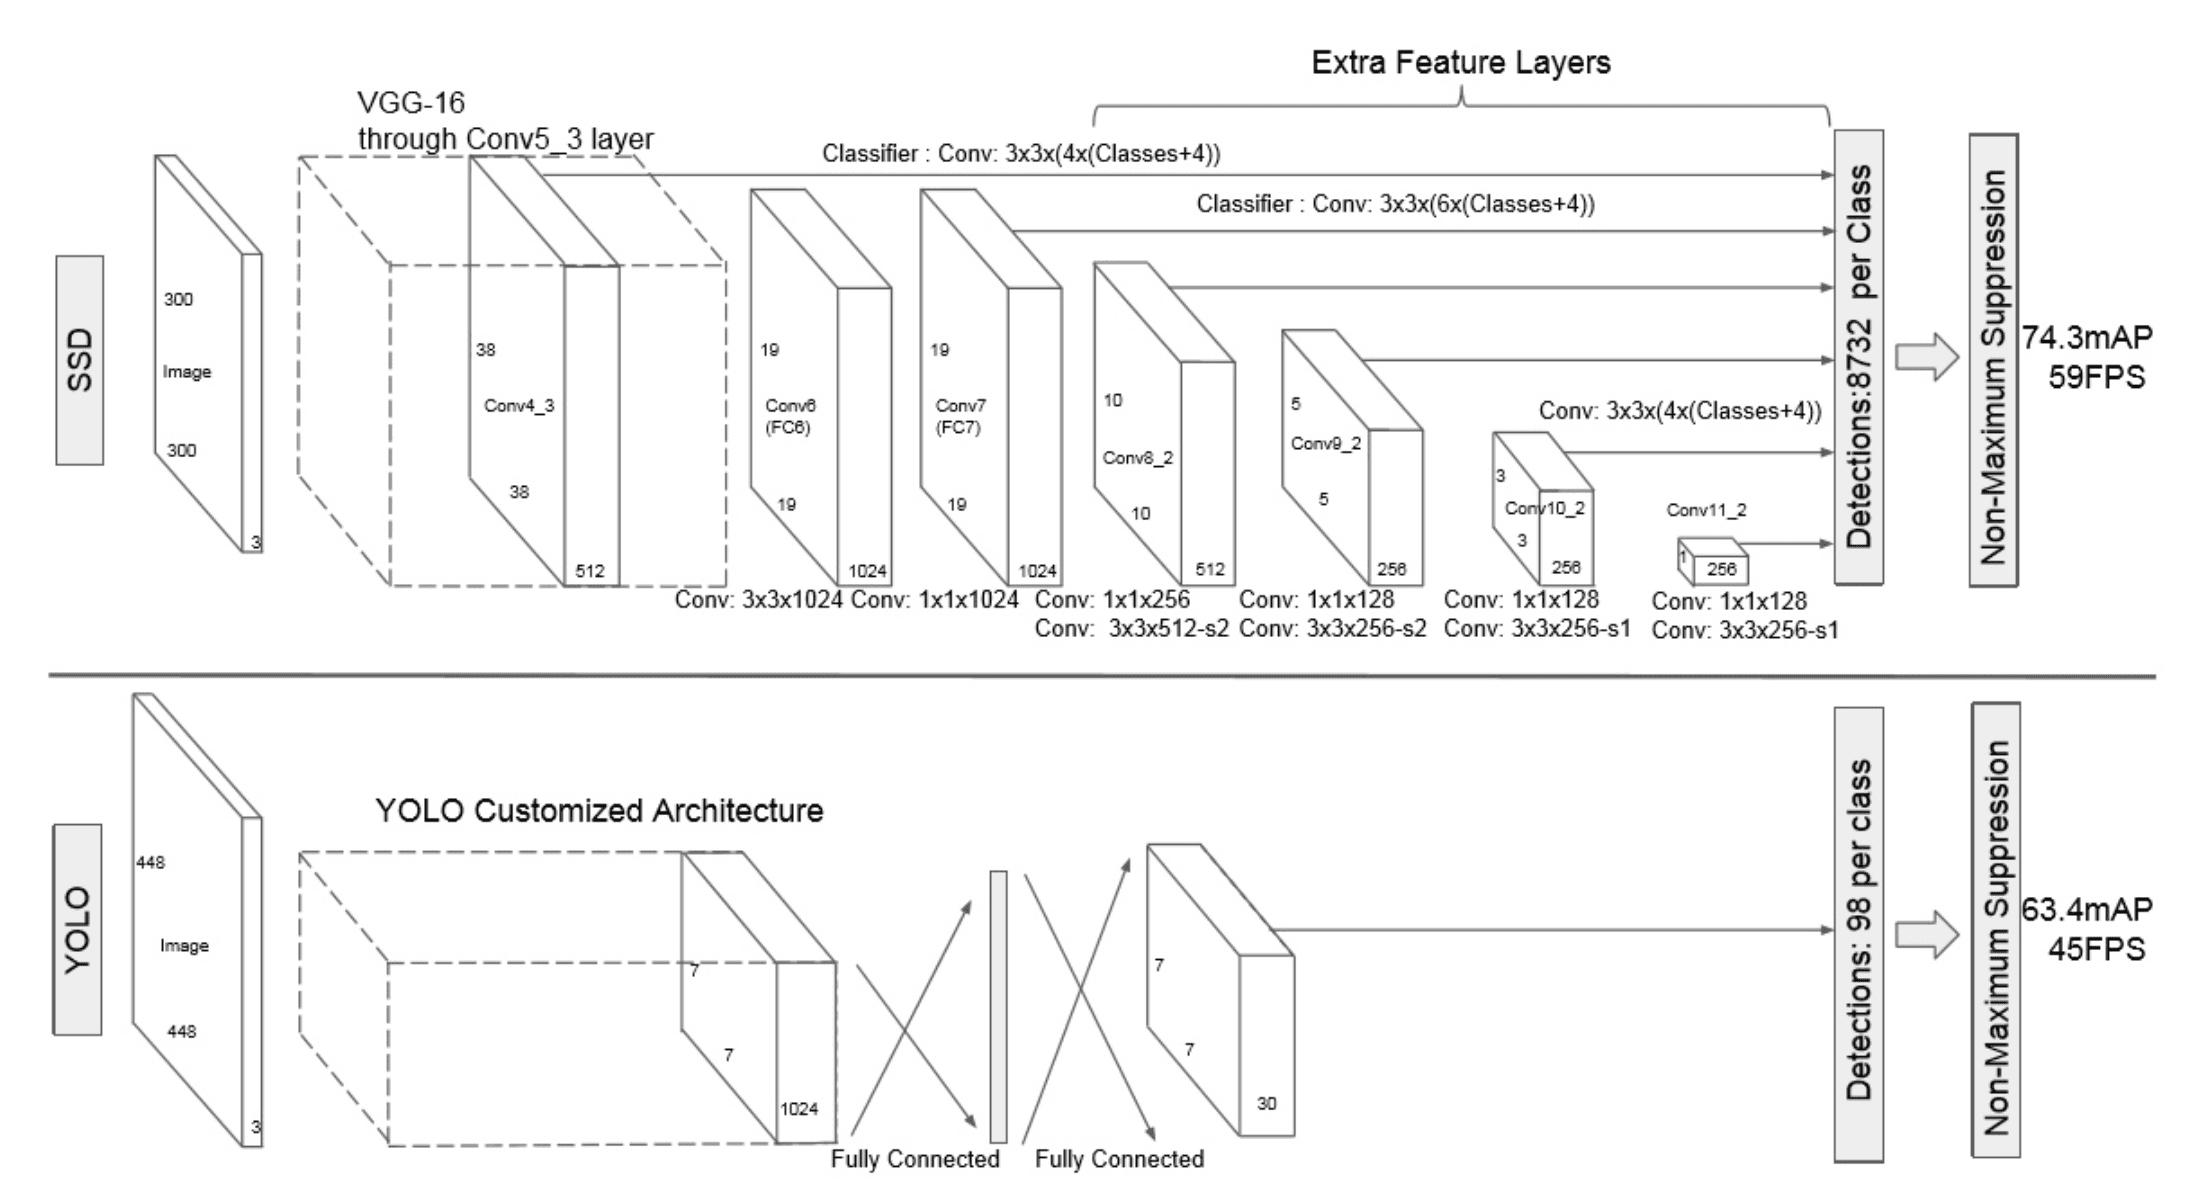 Extra Feature Layers
VGG-16
through Conv5_3 layer
Classifier : Conv: 3x3x(4x(Classes+4))
Classifier : Conv: 3x3x(6x(Classes+4))
SSD
300
Image
300
3
38
Conv4_3
38
512
19
Conv6
(FC6)
19
1024
19
Conv7
(FC7)
19
1024
10
Conv8_2
10
512
5
Conv9_2
5
256
Conv: 3x3x(4x(Classes+4))
3
Conv10_2
3
256
Conv11_2
1
256
Conv: 3x3x1024
Conv: 1x1x1024
Conv: 1x1x256
Conv: 3x3x512-s2
Conv: 1x1x128
Conv: 3x3x256-s2
Conv: 1x1x128
Conv: 3x3x256-s1
Conv: 1x1x128
Conv: 3x3x256-s1
Detections:8732 per Class
Non-Maximum Suppression
74.3mAP
59FPS
YOLO
448
Image
448
3
YOLO Customized Architecture
7
7
1024
Fully Connected
Fully Connected
7
7
30
Detections: 98 per class
Non-Maximum Suppression
63.4mAP
45FPS